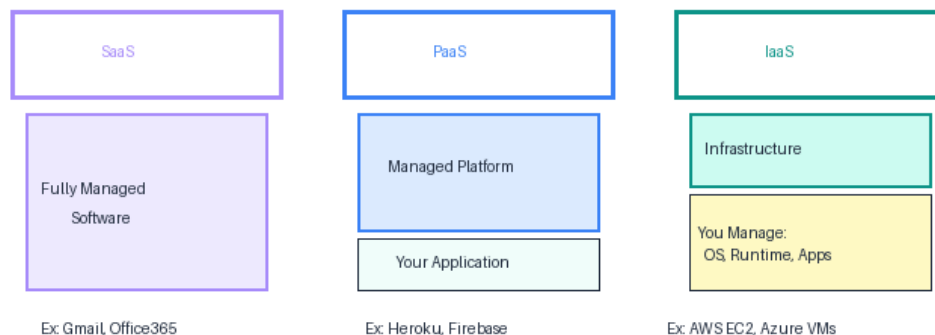 SaaS
PaaS
IaaS
Fully Managed
Software
Managed Platform
Your Application
Infrastructure
You Manage:
OS, Runtime, Apps
Ex: Gmail, Office365
Ex: Heroku, Firebase
Ex: AWS EC2, Azure VMs